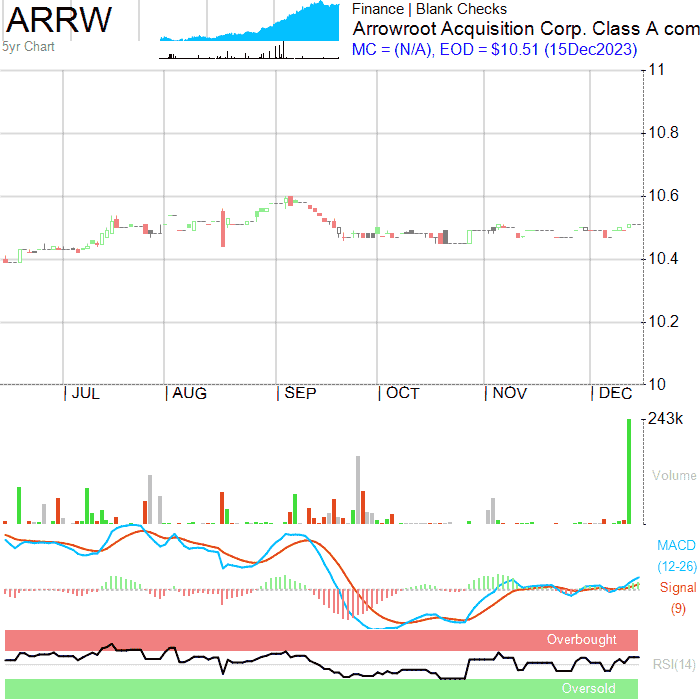 ARRW
5yr Chart
Finance | Blank Checks
Arrowroot Acquisition Corp. Class A com
MC = (N/A), EOD = $10.51 (15Dec2023)
11
10.8
10.6
10.4
10.2
10
| JUL | AUG | SEP | OCT | NOV | DEC
243k
Volume
MACD
(12-26)
Signal
(9)
Overbought
RSI(14)
Oversold